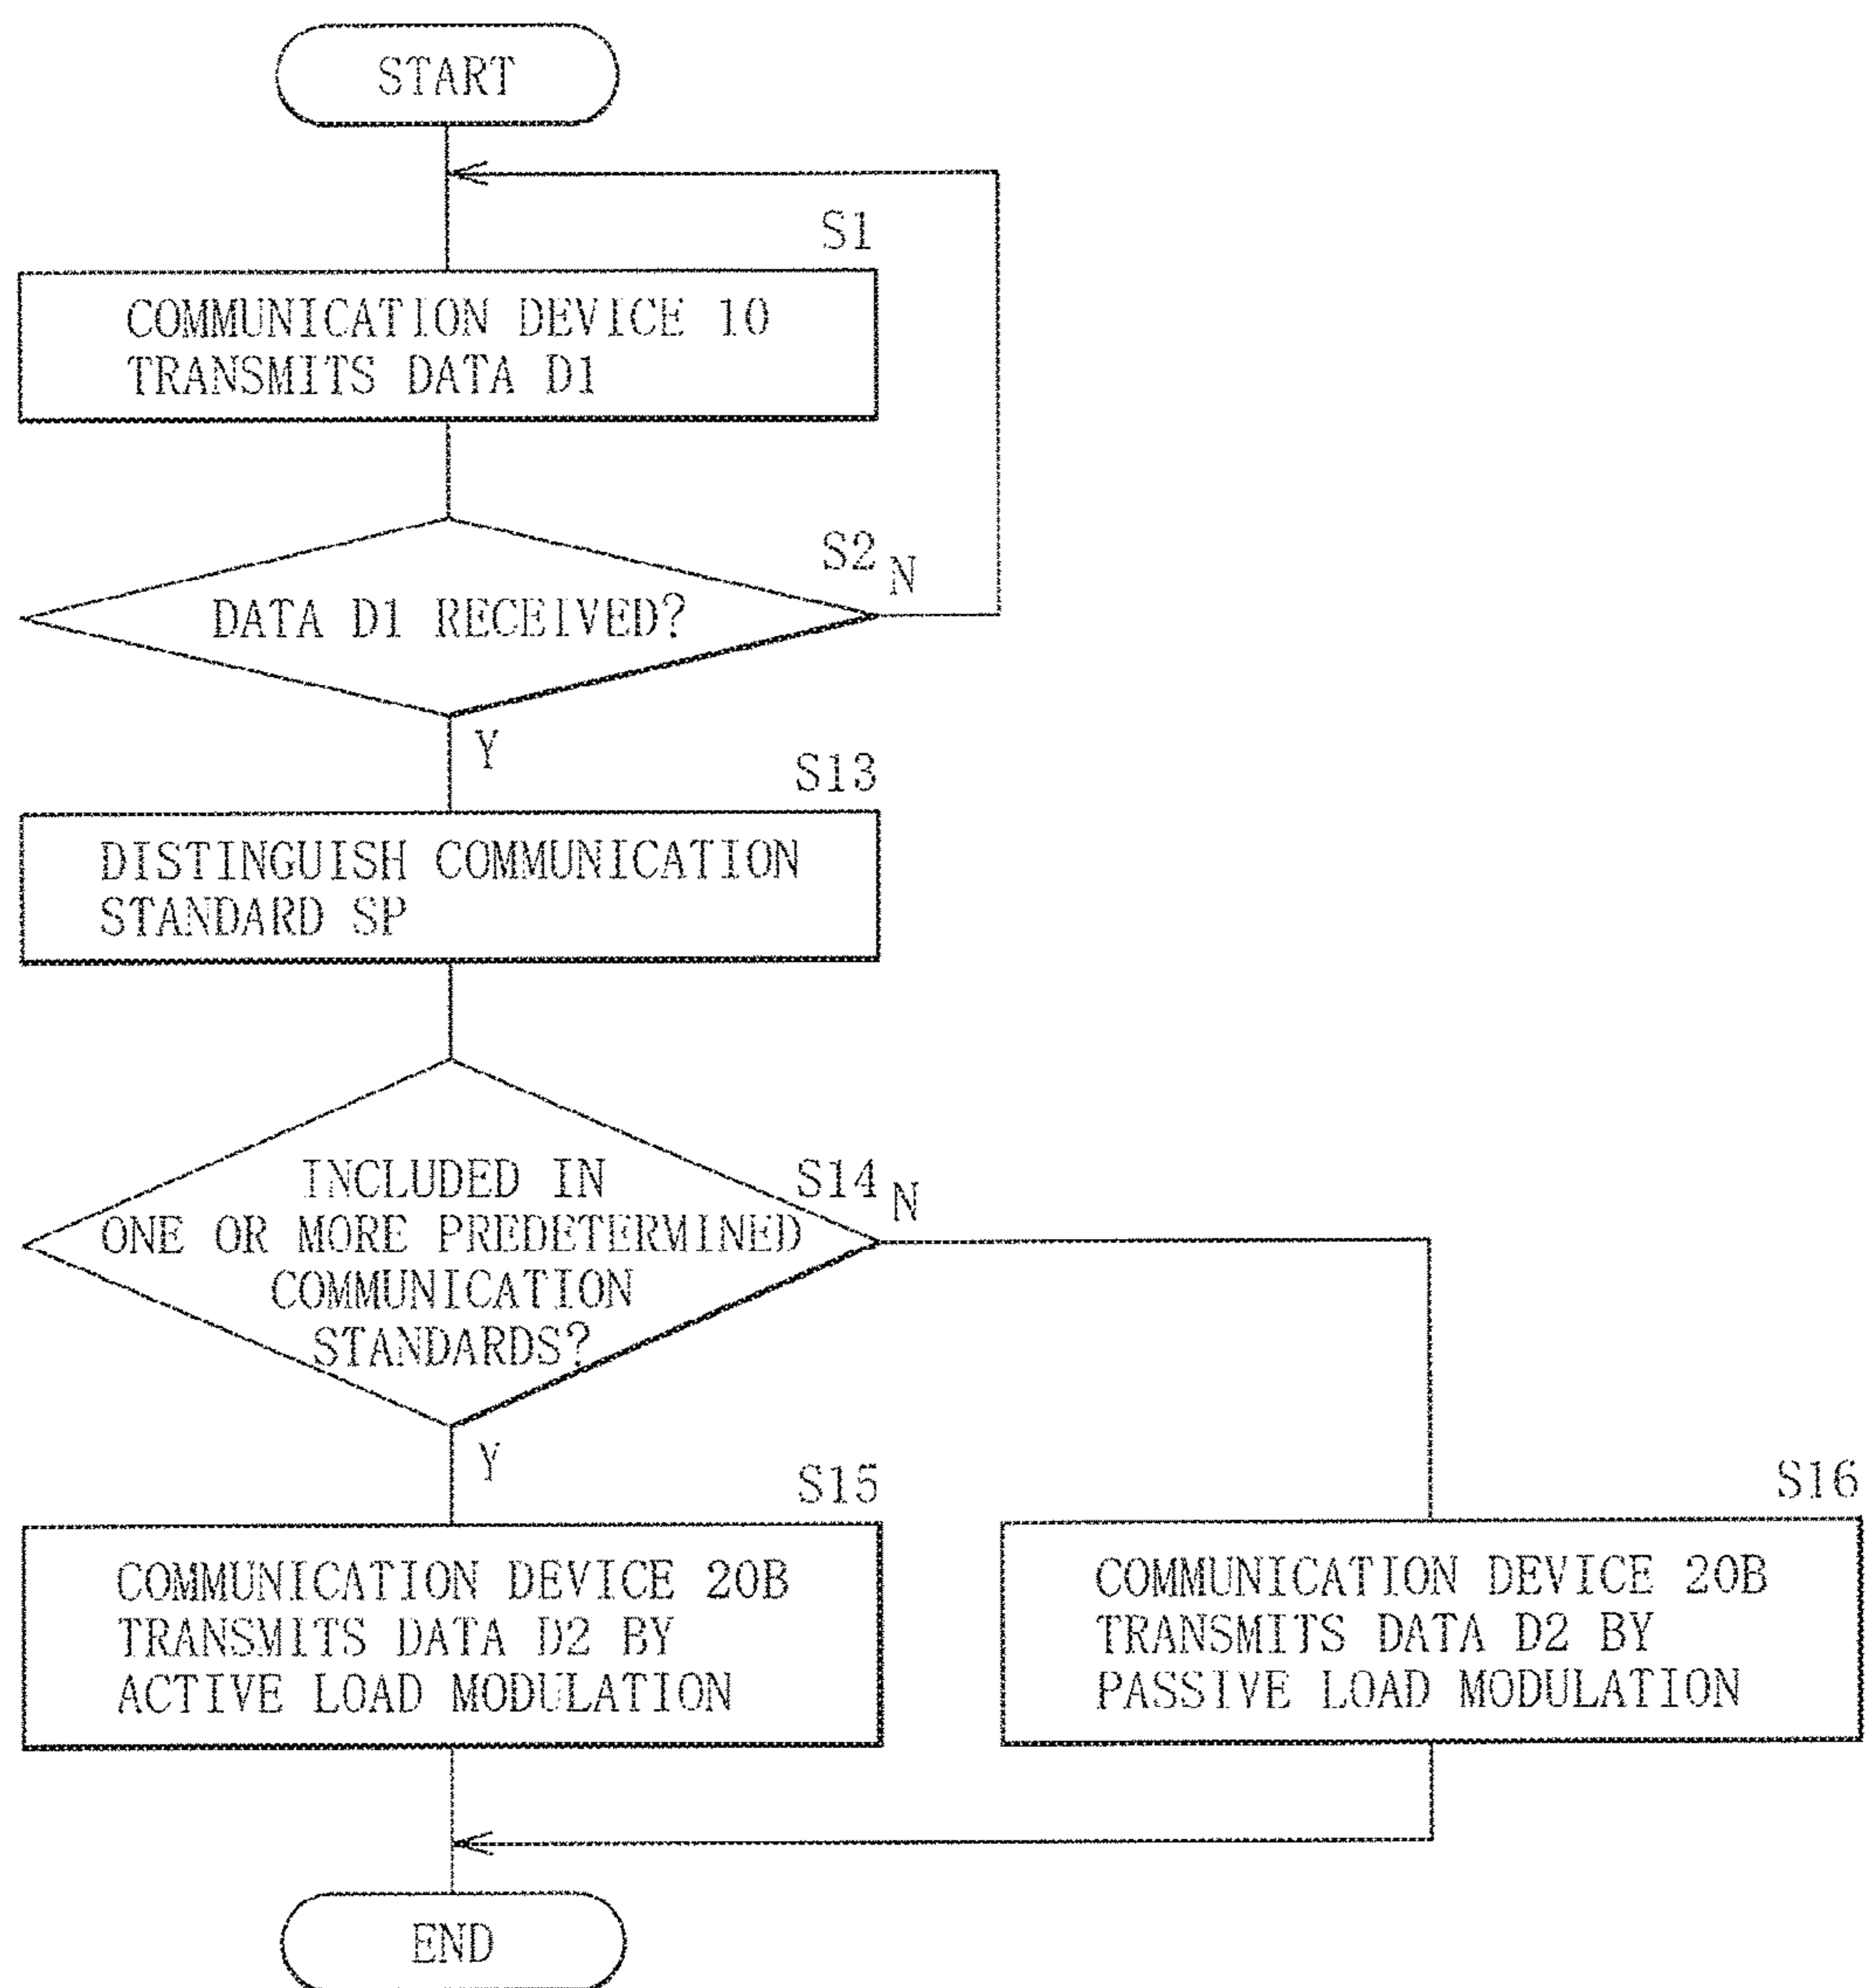 START
S1
COMMUNICATION DEVICE 10
TRANSMITS DATA D1
S2
N
DATA D1 RECEIVED?
Y
S13
DISTINGUISH COMMUNICATION
STANDARD SP
S14
N
INCLUDED IN
ONE OR MORE PREDETERMINED
COMMUNICATION
STANDARDS?
Y
S15
COMMUNICATION DEVICE 20B
TRANSMITS DATA D2 BY
ACTIVE LOAD MODULATION
S16
COMMUNICATION DEVICE 20B
TRANSMITS DATA D2 BY
PASSIVE LOAD MODULATION
END